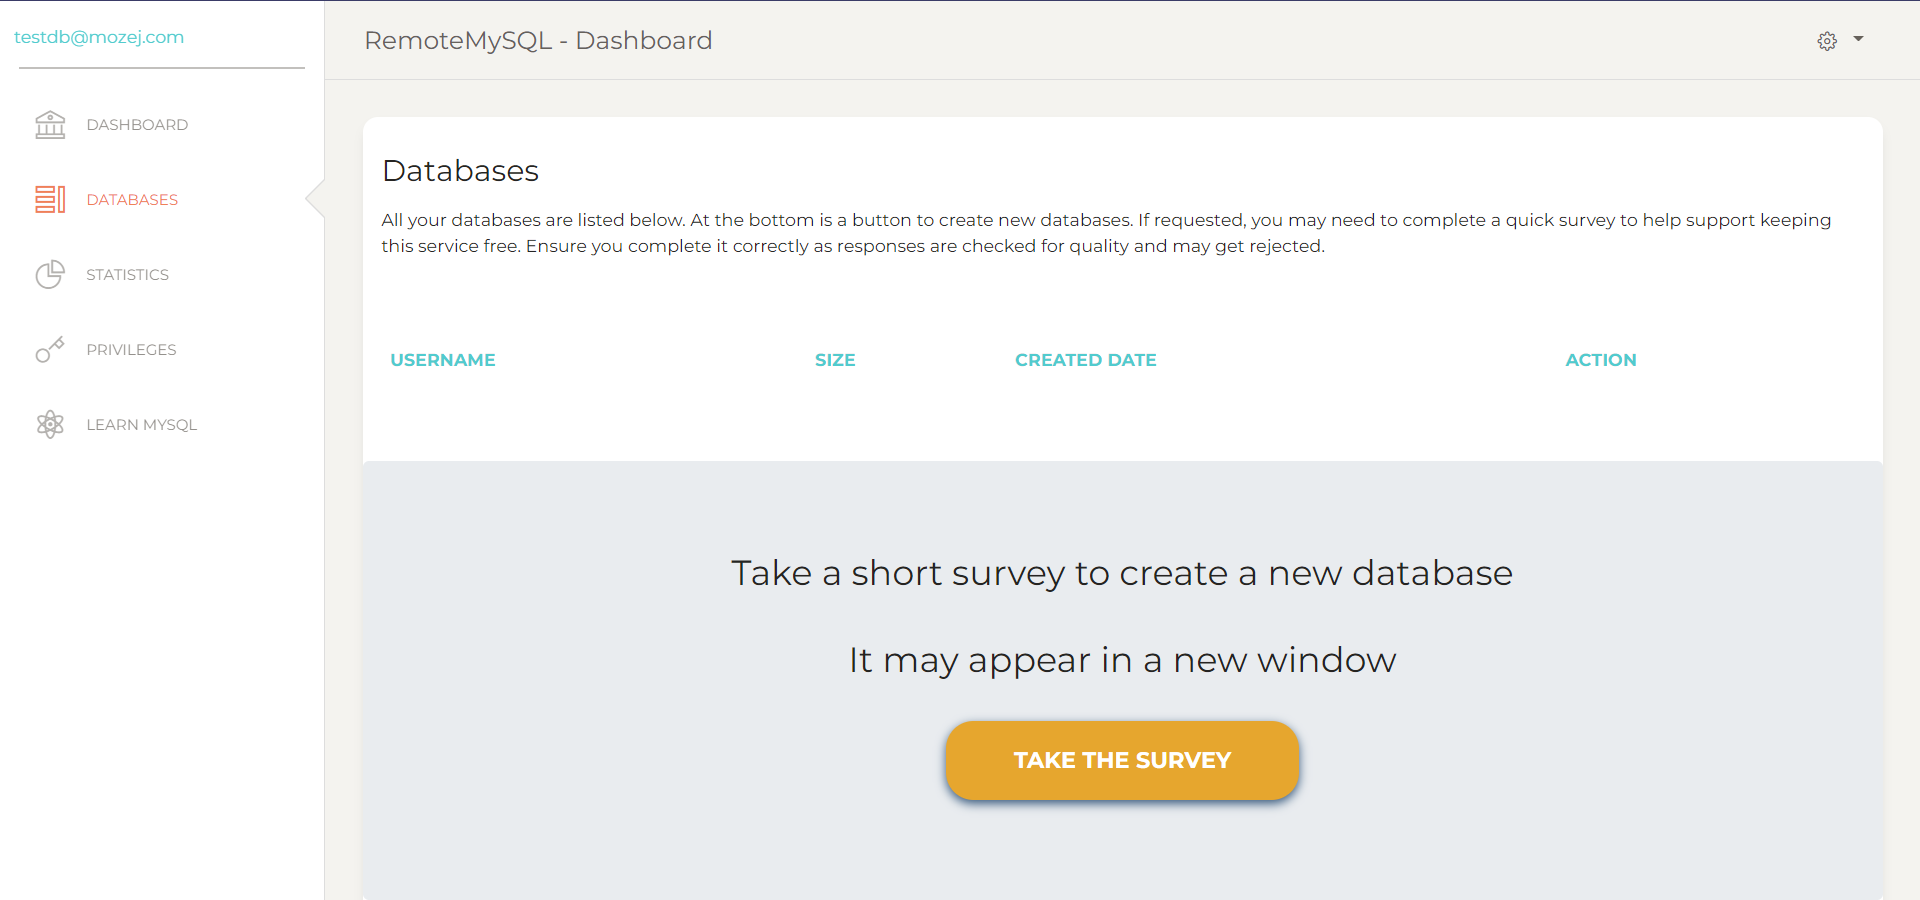 testdb@mozej.com
DASHBOARD
DATABASES
STATISTICS
PRIVILEGES
LEARN MYSQL
RemoteMySQL - Dashboard
Databases
All your databases are listed below. At the bottom is a button to create new databases. If requested, you may need to complete a quick survey to help support keeping
this service free. Ensure you complete it correctly as responses are checked for quality and may get rejected.
USERNAME SIZE CREATED DATE ACTION
Take a short survey to create a new database
It may appear in a new window
TAKE THE SURVEY